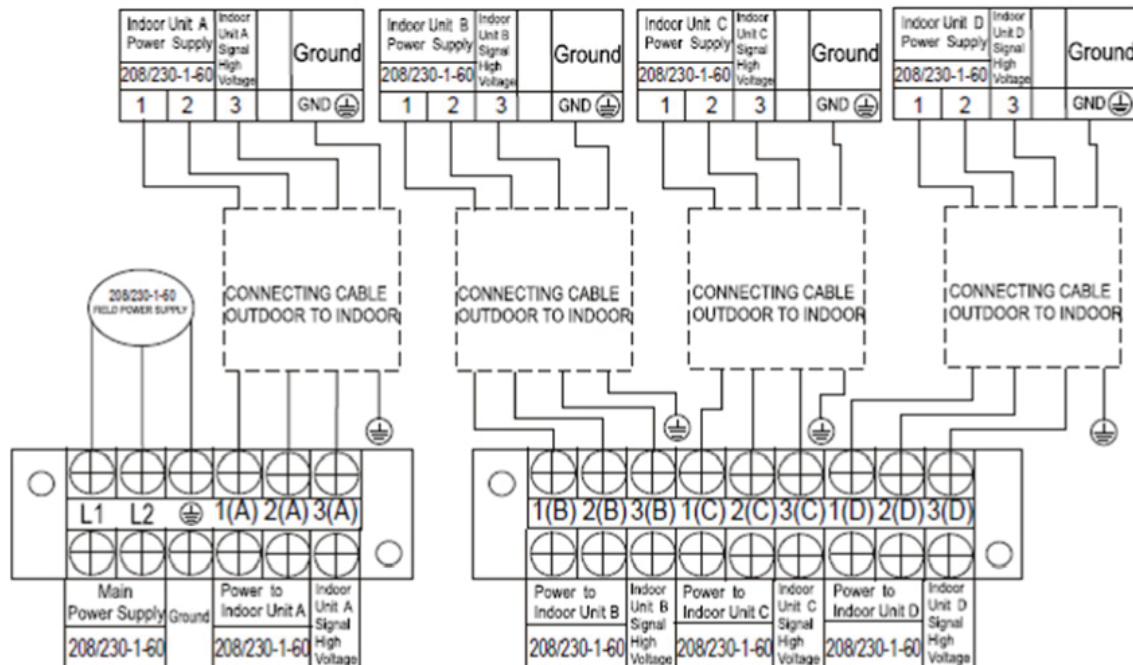 Indoor Unit A
Power Supply
208/230-1-60
Indoor
Unit A
Signal
High
Voltage
Ground
1 2 3 GND
Indoor Unit B
Power Supply
208/230-1-60
Indoor
Unit B
Signal
High
Voltage
Ground
1 2 3 GND
Indoor Unit C
Power Supply
208/230-1-60
Indoor
Unit C
Signal
High
Voltage
Ground
1 2 3 GND
Indoor Unit D
Power Supply
208/230-1-60
Indoor
Unit D
Signal
High
Voltage
Ground
1 2 3 GND
208/230-1-60
FIELD POWER SUPPLY
CONNECTING CABLE
OUTDOOR TO INDOOR
CONNECTING CABLE
OUTDOOR TO INDOOR
CONNECTING CABLE
OUTDOOR TO INDOOR
CONNECTING CABLE
OUTDOOR TO INDOOR
L1 L2 1(A) 2(A) 3(A)
Main
Power Supply
208/230-1-60
Ground
Power to
Indoor Unit A
208/230-1-60
Indoor
Unit A
Signal
High
Voltage
1(B) 2(B) 3(B) 1(C) 2(C) 3(C) 1(D) 2(D) 3(D)
Power to
Indoor Unit B
208/230-1-60
Indoor
Unit B
Signal
High
Voltage
Power to
Indoor Unit C
208/230-1-60
Indoor
Unit C
Signal
High
Voltage
Power to
Indoor Unit D
208/230-1-60
Indoor
Unit D
Signal
High
Voltage